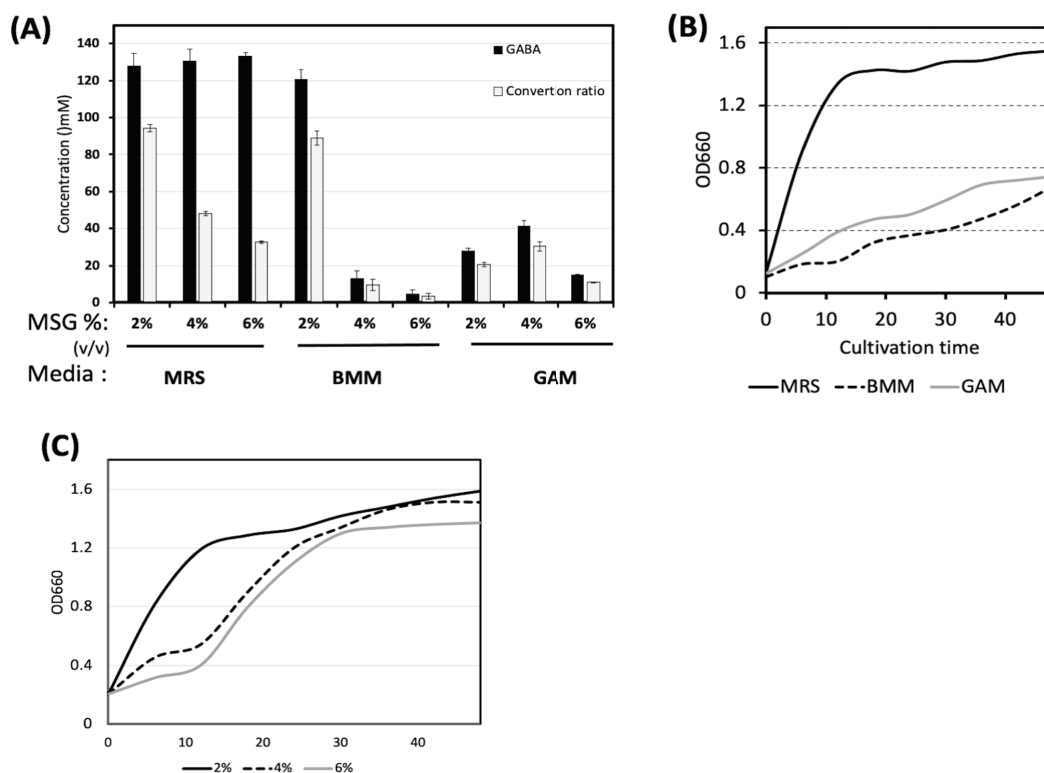 (A)
140
120
100
80
60
40
20
0
Concentration ()mM)
GABA
Convertion ratio
MSG %: 2% 4% 6% 2% 4% 6% 2% 4% 6%
(v/v)
Media : MRS BMM GAM
(B)
1.6
1.2
0.8
0.4
0
OD660
0 10 20 30 40
Cultivation time
MRS BMM GAM
(C)
1.6
1.2
0.8
0.4
0
OD660
0 10 20 30 40
2% 4% 6%